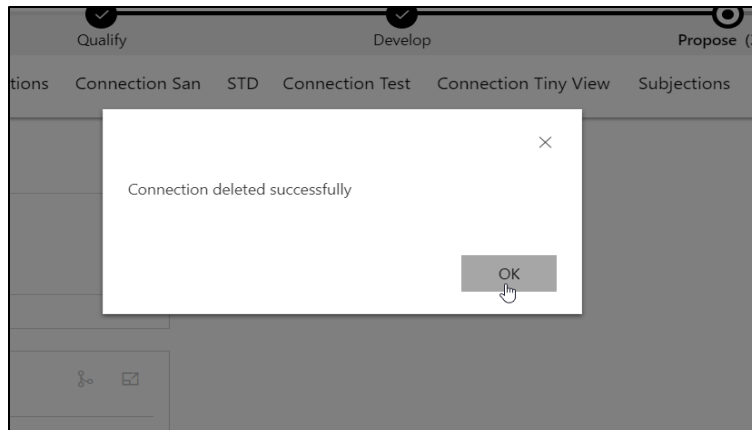 Qualify Develop Propose (
tions Connection San STD Connection Test Connection Tiny View Subjections
Connection deleted successfully
OK